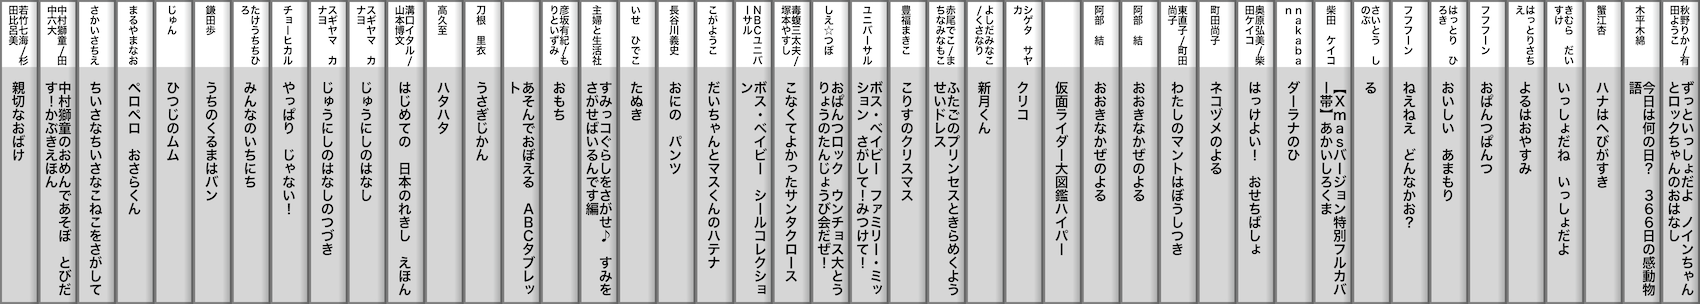 秋野りか/有
田ようこ
ずっといっしょだよ ノインちゃん
とロックちゃんのおはなし
木平木綿
今日は何の日? 366日の感動物
語
蟹江杏
ハナはへびがすき
きむら だい
すけ
いっしょだね いっしょだよ
はっとりさち
え
よるはおやすみ
フフフーン
おぱんつぱんつ
はっとり ひ
ろき
おいしい あまもり
フフフーン
ねえねえ どんなかお?
さいとう し
のぶ
る
柴田 ケイコ
【Xmasバージョン特別フルカバ
ー帯】あかいしろくま
nakaba
n
ダーラナのひ
奥原弘美/柴
田ケイコ
はっけよい! おせちばしょ
町田尚子
ネコヅメのよる
東直子/町田
尚子
わたしのマントはぼうしつき
阿部 結
おおきなかぜのよる
阿部 結
おおきなかぜのよる
仮面ライダー大図鑑ハイパー
シゲタ サヤ
カ
クリコ
よしだみなこ
/くさなり
新月くん
赤尾でこ/ま
ちなみなもこ
ふたごのプリンセスときらめくよう
せいドレス
豊福まきこ
こりすのクリスマス
ユニバーサル
ボス・ベイビー ファミリー・ミッ
ション さがして!みつけて!
しえ☆つぼ
おぱんつロック ウンチョス大とう
りょうのたんじょうび会だぜ!
毒蝮三太夫/
塚本やすし
こなくてよかったサンタクロース
NBCユニバ
ーサル
ボス・ベイビー シールコレクショ
ン
こがようこ
だいちゃんとマスくんのハテナ
長谷川義史
おにの パンツ
いせ ひでこ
たぬき
主婦と生活社
すみっコぐらしをさがせ♪ すみを
さがせばいるんです編
彦坂有紀/も
りといずみ
おもち
あそんでおぼえる ABCタブレッ
ト
刀根 里衣
うさぎじかん
高久至
ハタハタ
溝口イタル/
山本博文
はじめての 日本のれきし えほん
スギヤマ カ
ナヨ
じゅうにしのはなし
スギヤマ カ
ナヨ
じゅうにしのはなしのつづき
チョーヒカル
やっぱり じゃない!
たけうちちひ
ろ
みんなのいちにち
鎌田歩
うちのくるまはバン
じゅん
ひつじのムム
まるやまなお
ペロペロ おさらくん
さかいさちえ
ちいさなちいさなこねこをさがして
中村獅童/田
中六大
中村獅童のおめんであそぼ とびだ
す!かぶきえほん
若竹七海/杉
田比呂美
親切なおばけ